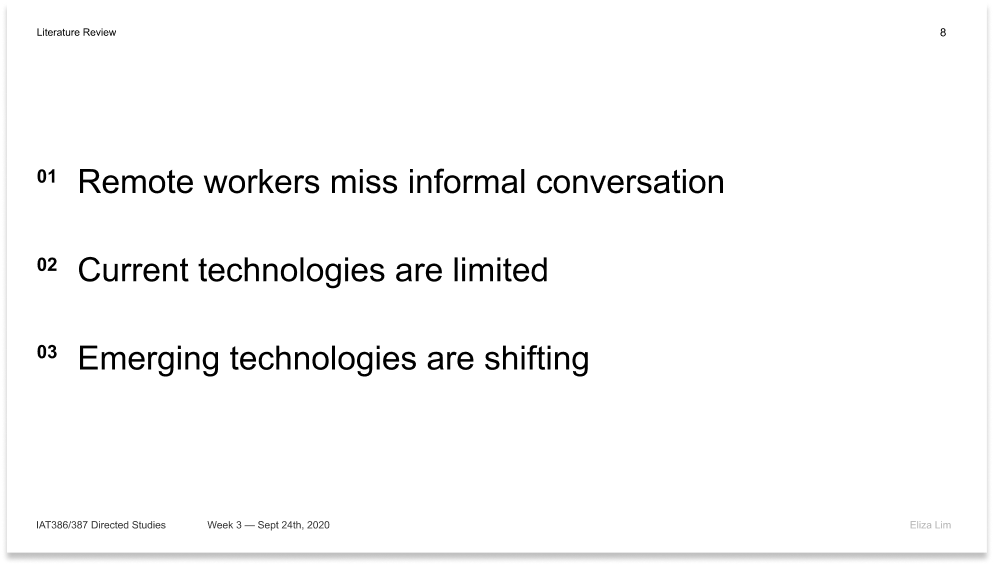 Literature Review 8
01 Remote workers miss informal conversation
02 Current technologies are limited
03 Emerging technologies are shifting
IAT386/387 Directed Studies Week 3 — Sept 24th, 2020 Eliza Lim